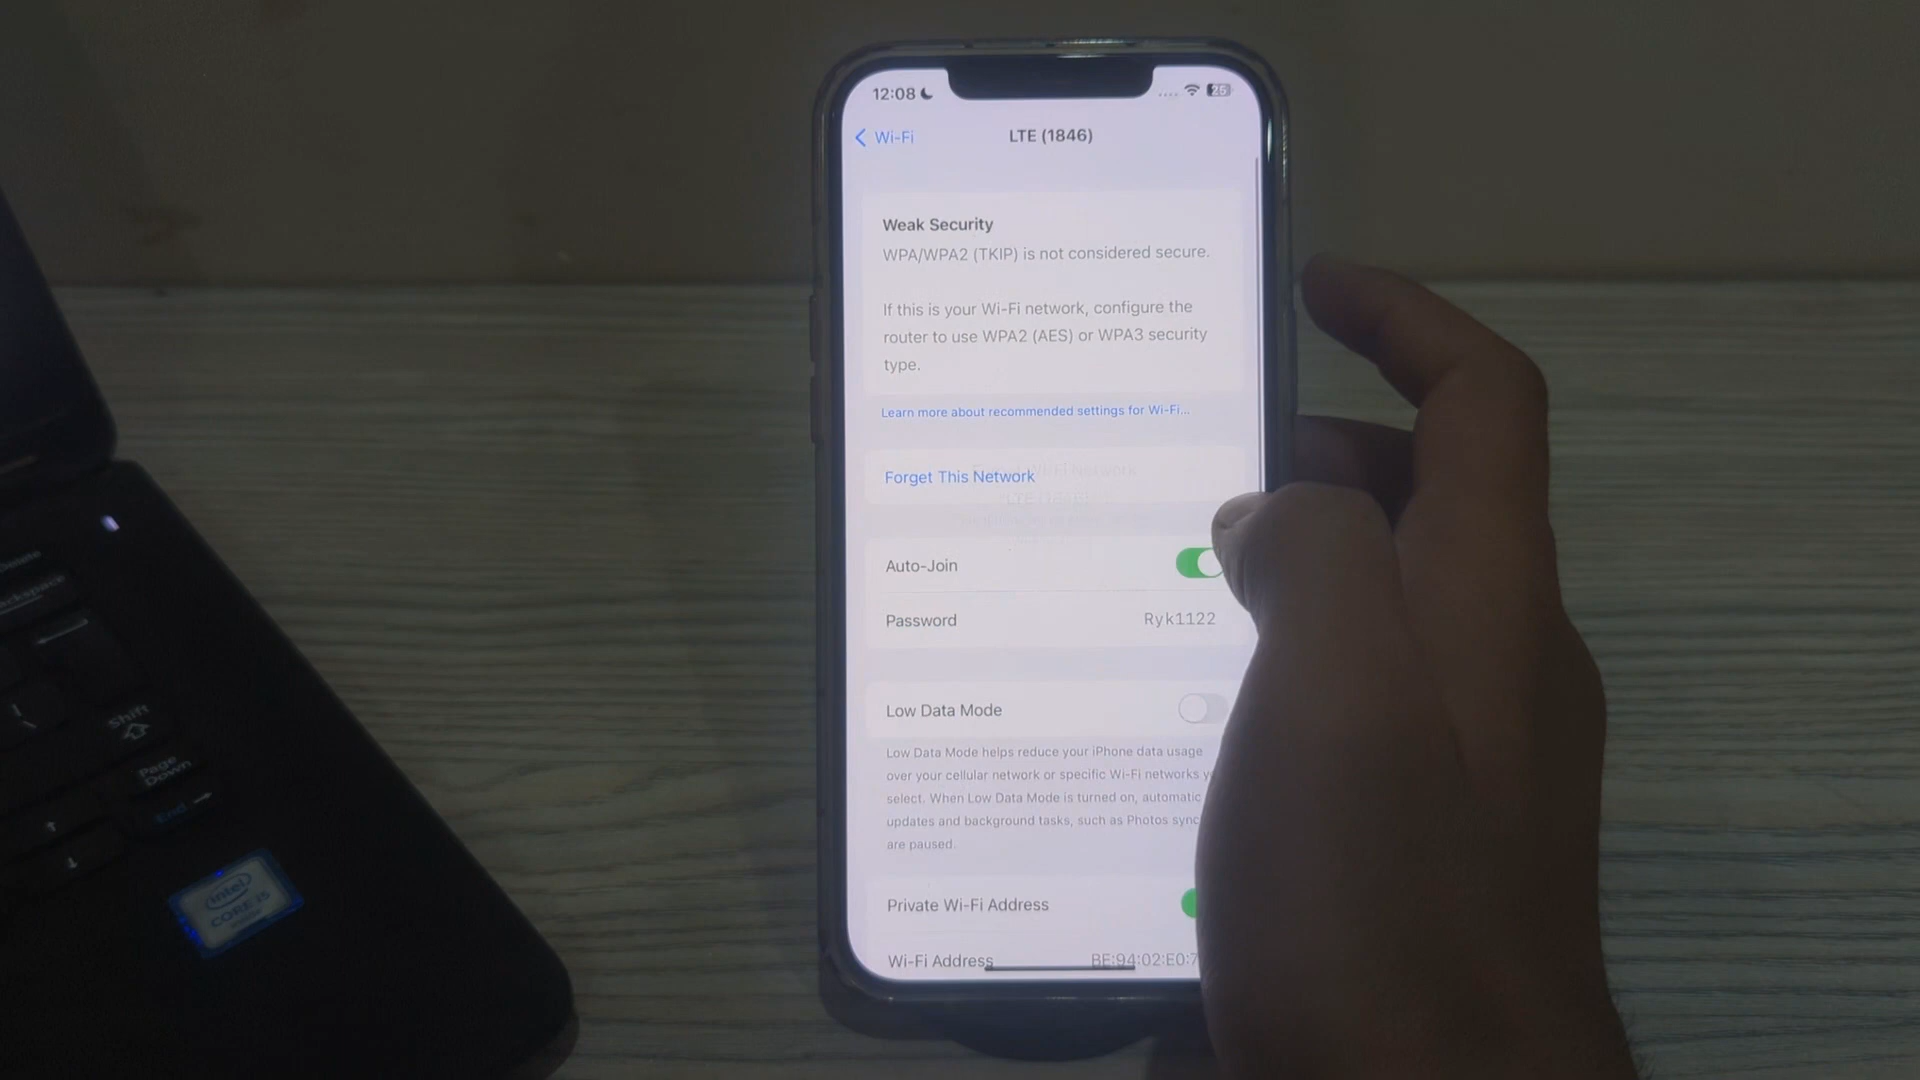 12:08
25
Wi-Fi
LTE (1846)
Weak Security
WPA/WPA2 (TKIP) is not considered secure.
If this is your Wi-Fi network, configure the
router to use WPA2 (AES) or WPA3 security
type.
Learn more about recommended settings for Wi-Fi...
Forget This Network
Auto-Join
Password Ryk1122
Low Data Mode
Low Data Mode helps reduce your iPhone data usage
over your cellular network or specific Wi-Fi networks
select. When Low Data Mode is turned on, automatic
updates and background tasks, such as Photos sync
are paused.
Private Wi-Fi Address
Wi-Fi Address BE:94:02:E0:7
Delete
Backspace
Shift
Page
Down
End
intel
CORE i5